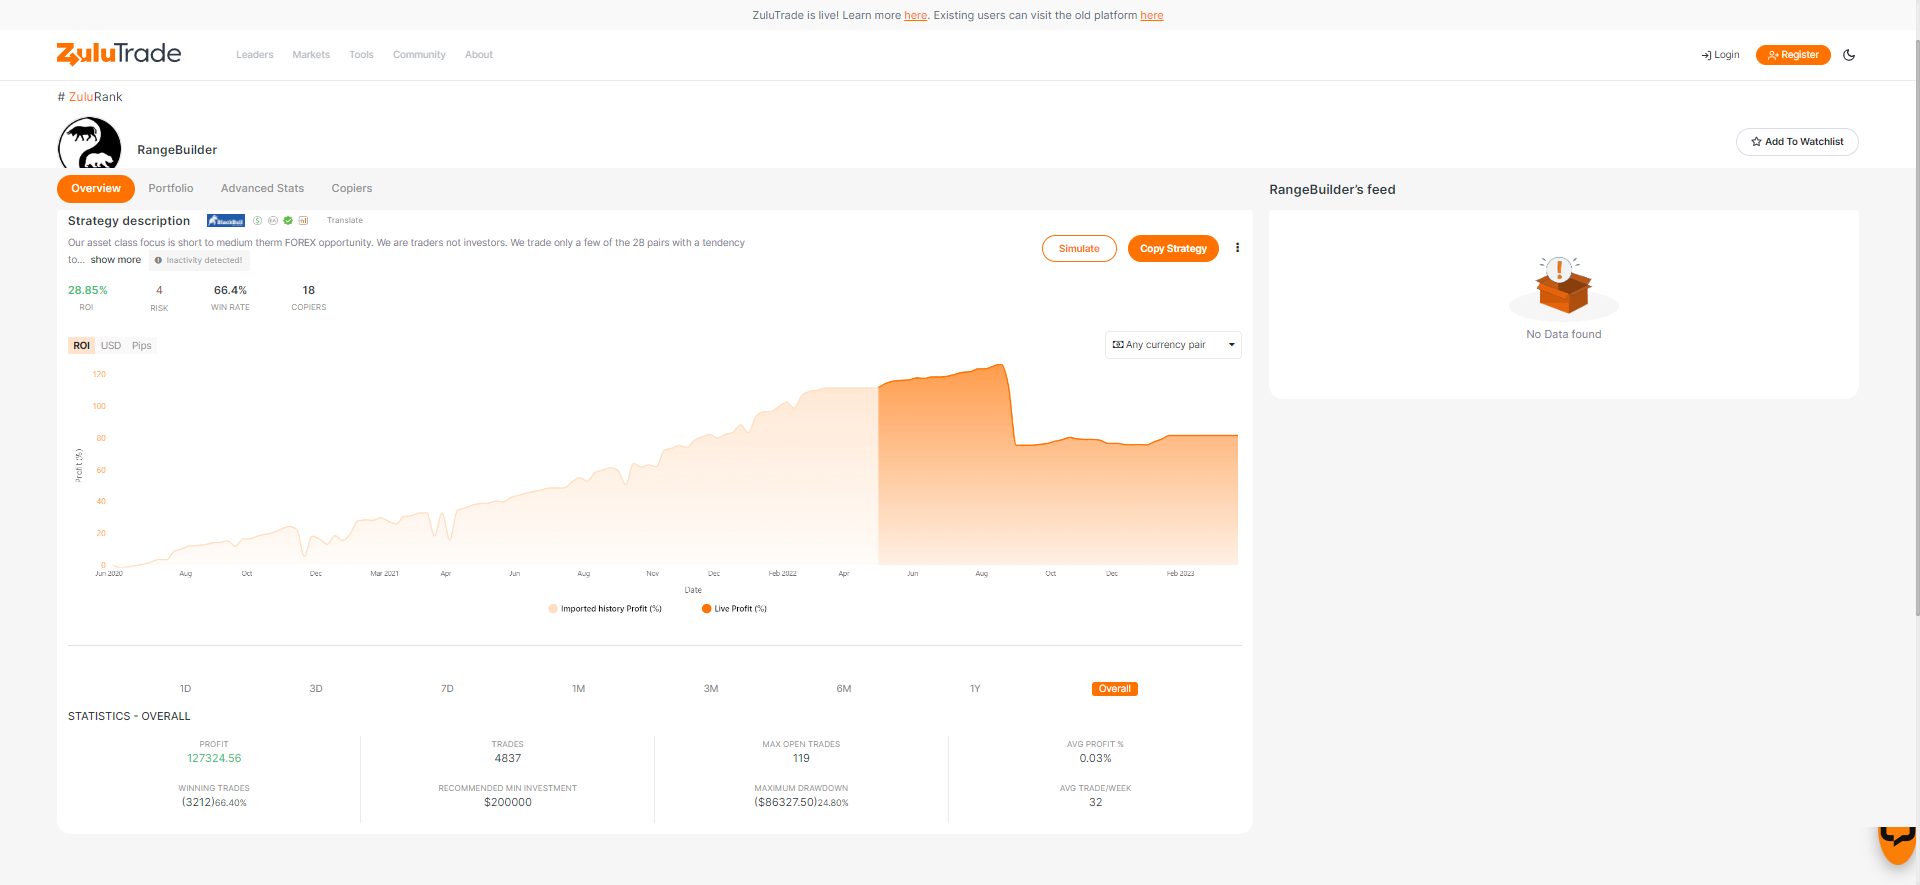 ZuluTrade is live! Learn more here. Existing users can visit the old platform here
ZuluTrade
Leaders
Markets
Tools
Community
About
Login
Register
# ZuluRank
RangeBuilder
Add To Watchlist
Overview
Portfolio
Advanced Stats
Copiers
RangeBuilder's feed
Strategy description
BlackBull
Translate
Our asset class focus is short to medium therm FOREX opportunity. We are traders not investors. We trade only a few of the 28 pairs with a tendency
to... show more
Inactivity detected!
Simulate
Copy Strategy
28.85%
ROI
4
RISK
66.4%
WIN RATE
18
COPIERS
No Data found
ROI
USD
Pips
Any currency pair
Profit (%)
120
100
80
60
40
20
0
Jun 2020
Aug
Oct
Dec
Mar 2021
Apr
Jun
Aug
Nov
Dec
Feb 2022
Apr
Jun
Aug
Oct
Dec
Feb 2023
Date
Imported history Profit (%)
Live Profit (%)
1D
3D
7D
1M
3M
6M
1Y
Overall
STATISTICS - OVERALL
PROFIT
127324.56
TRADES
4837
MAX OPEN TRADES
119
AVG PROFIT %
0.03%
WINNING TRADES
(3212)66.40%
RECOMMENDED MIN INVESTMENT
$200000
MAXIMUM DRAWDOWN
($86327.50)24.80%
AVG TRADE/WEEK
32